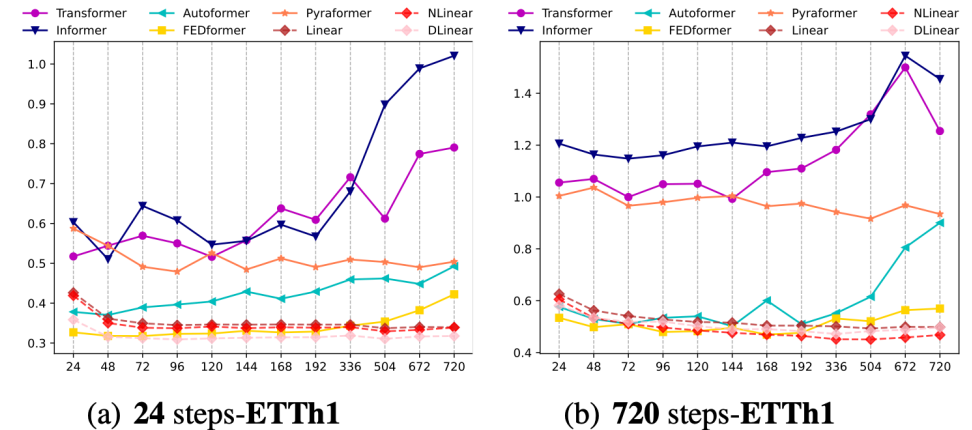 Transformer Autoformer Pyraformer NLinear
Informer FEDformer Linear DLinear
1.0
0.9
0.8
0.7
0.6
0.5
0.4
0.3
24 48 72 96 120 144 168 192 336 504 672 720
(a) 24 steps-ETTh1
Transformer Autoformer Pyraformer NLinear
Informer FEDformer Linear DLinear
1.4
1.2
1.0
0.8
0.6
0.4
24 48 72 96 120 144 168 192 336 504 672 720
(b) 720 steps-ETTh1